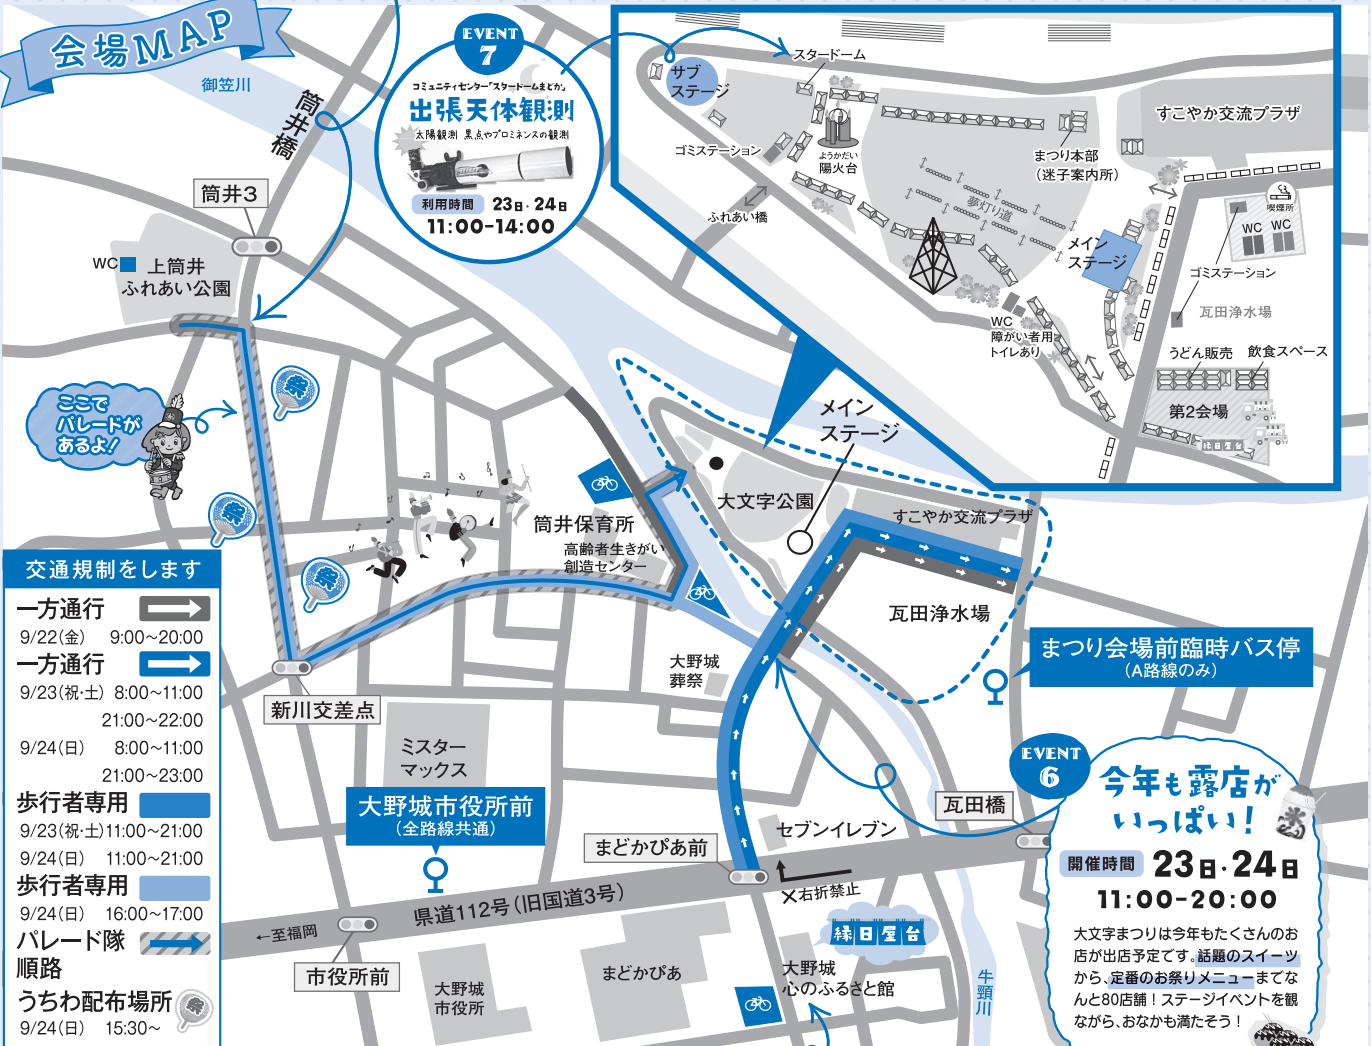 会場MAP
御笠川
筒井橋
筒井3
WC
上筒井
ふれあい公園
ここで
パレードが
あるよ!
祭
祭
祭
EVENT
7
コミュニティセンター「スタードームまどか」
出張天体観測
太陽観測 黒点やプロミネンスの観測
利用時間 23日・24日
11:00-14:00
サブ
ステージ
スタードーム
ゴミステーション
ようかだい
陽火台
ふれあい橋
まつり本部
(迷子案内所)
すこやか交流プラザ
夢灯り道
メイン
ステージ
喫煙所
WC
WC
ゴミステーション
瓦田浄水場
WC
障がい者用
トイレあり
うどん販売
飲食スペース
第2会場
縁日屋台
メイン
ステージ
大文字公園
すこやか交流プラザ
瓦田浄水場
筒井保育所
高齢者生きがい
創造センター
大野城
葬祭
まつり会場前臨時バス停
(A路線のみ)
新川交差点
ミスター
マックス
大野城市役所前
(全路線共通)
まどかぴあ前
セブンイレブン
瓦田橋
×右折禁止
県道112号(旧国道3号)
←至福岡
市役所前
大野城
市役所
まどかぴあ
縁日屋台
大野城
心のふるさと館
牛頸川
交通規制をします
一方通行
9/22(金) 9:00~20:00
一方通行
9/23(祝・土) 8:00~11:00
21:00~22:00
9/24(日) 8:00~11:00
21:00~23:00
歩行者専用
9/23(祝・土)11:00~21:00
9/24(日) 11:00~21:00
歩行者専用
9/24(日) 16:00~17:00
パレード隊
順路
うちわ配布場所
祭
9/24(日) 15:30~
EVENT
6
今年も露店が
いっぱい!
開催時間 23日・24日
11:00-20:00
大文字まつりは今年もたくさんのお
店が出店予定です。話題のスイーツ
から、定番のお祭りメニューまでな
んと80店舗!ステージイベントを観
ながら、おなかも満たそう!